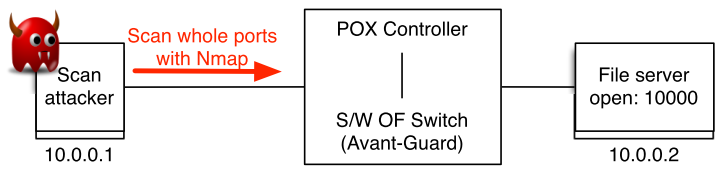 Scan whole ports
with Nmap
Scan
attacker
10.0.0.1
POX Controller
S/W OF Switch
(Avant-Guard)
File server
open: 10000
10.0.0.2